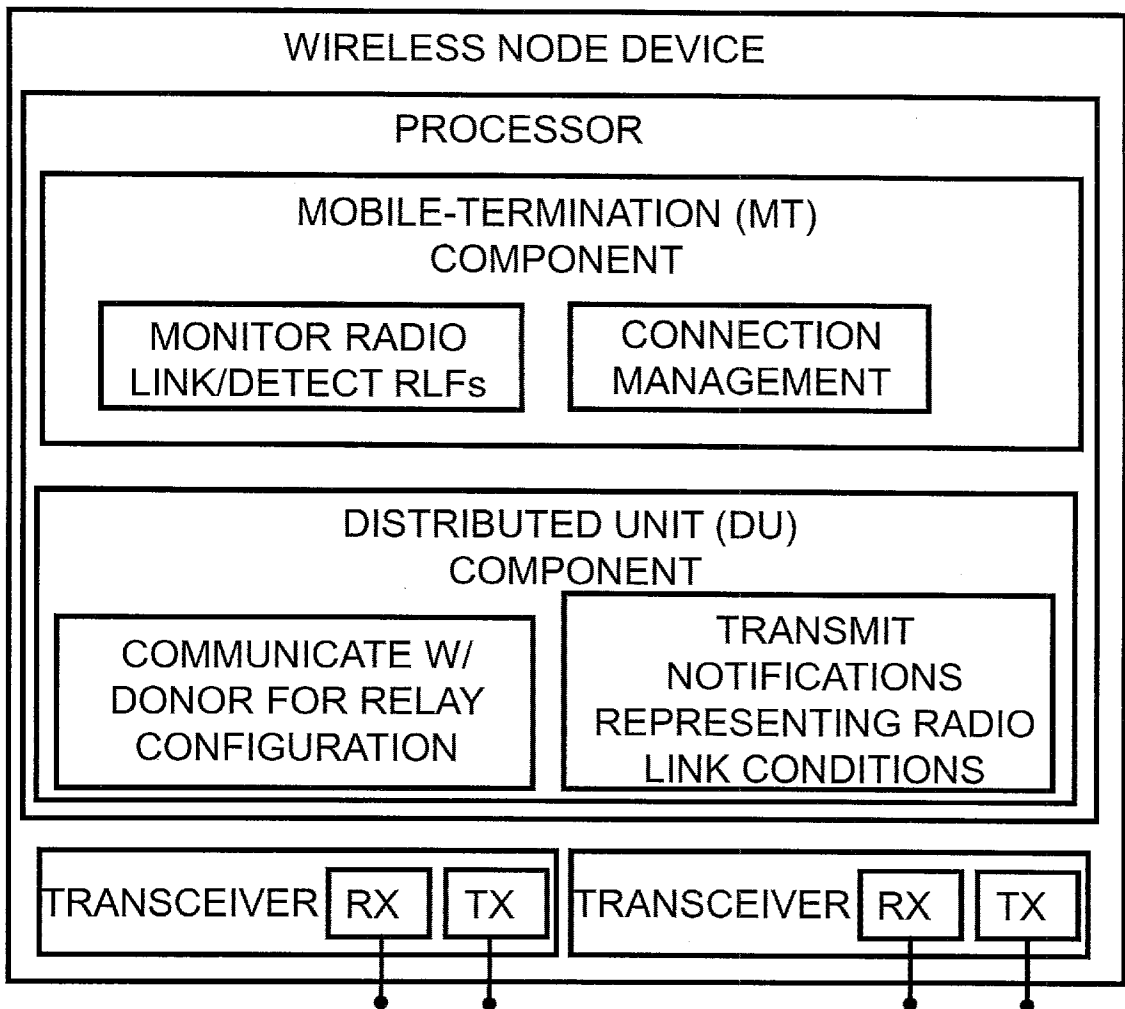 WIRELESS NODE DEVICE
PROCESSOR
MOBILE-TERMINATION (MT)
COMPONENT
MONITOR RADIO
LINK/DETECT RLFs
CONNECTION
MANAGEMENT
DISTRIBUTED UNIT (DU)
COMPONENT
COMMUNICATE W/
DONOR FOR RELAY
CONFIGURATION
TRANSMIT
NOTIFICATIONS
REPRESENTING RADIO
LINK CONDITIONS
TRANSCEIVER RX TX
TRANSCEIVER RX TX